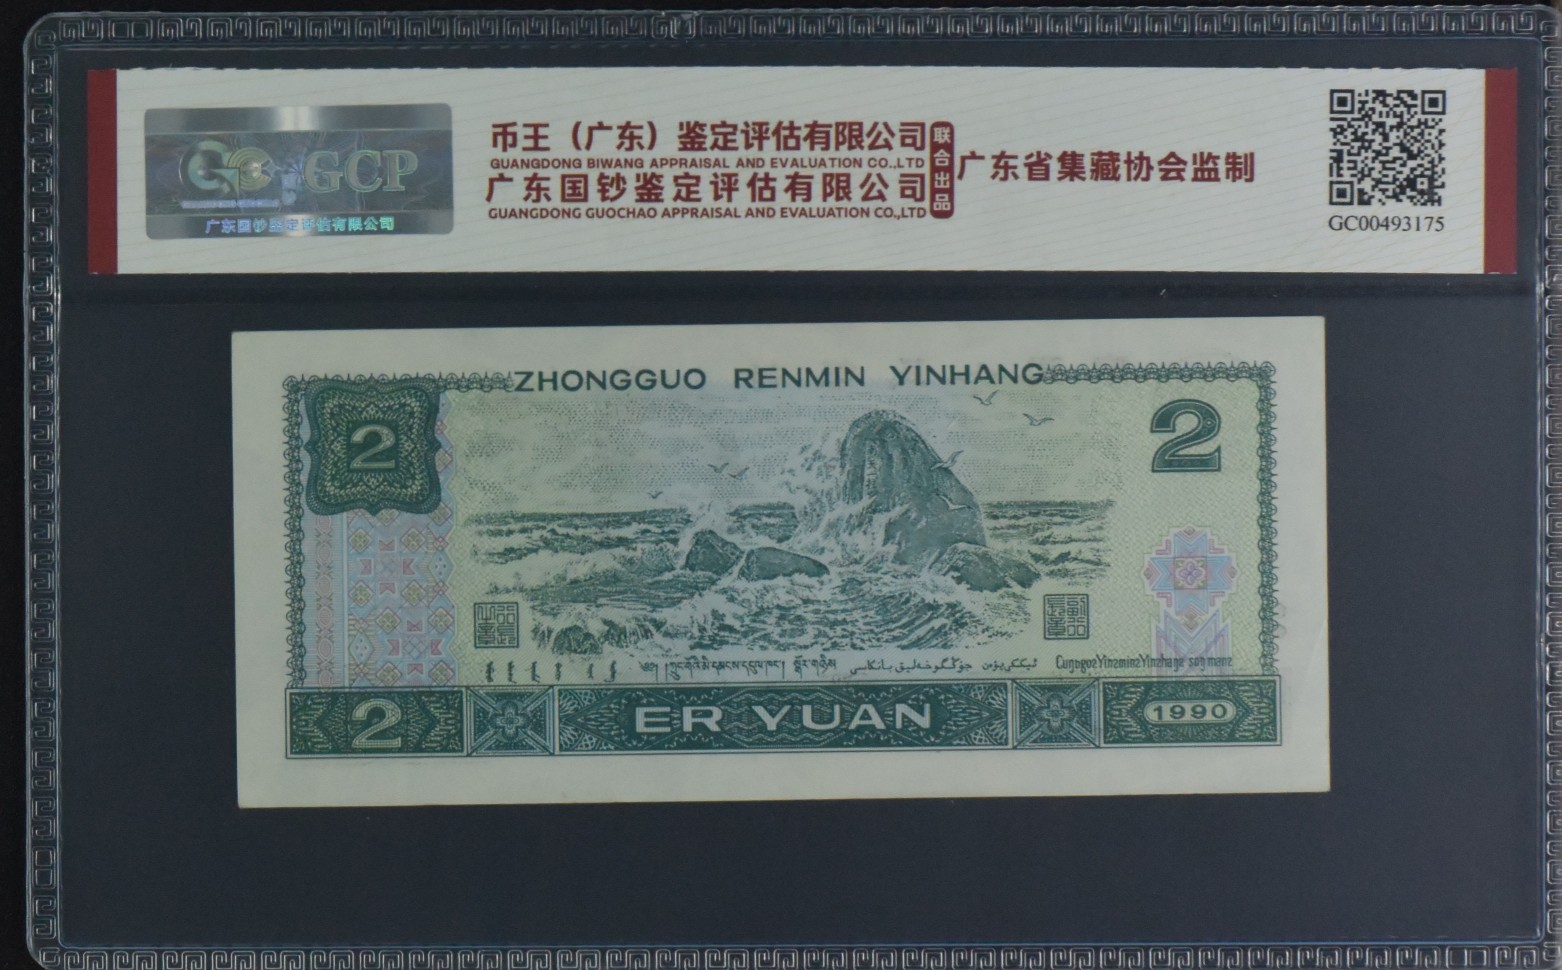 GCP
广东国钞鉴定评估有限公司
币王（广东）鉴定评估有限公司
GUANGDONG BIWANG APPRAISAL AND EVALUATION CO.,LTD
广东国钞鉴定评估有限公司
GUANGDONG GUOCHAO APPRAISAL AND EVALUATION CO.,LTD
联合出品
广东省集藏协会监制
GC00493175
ZHONGGUO RENMIN YINHANG
2
2
2
ER YUAN
1990